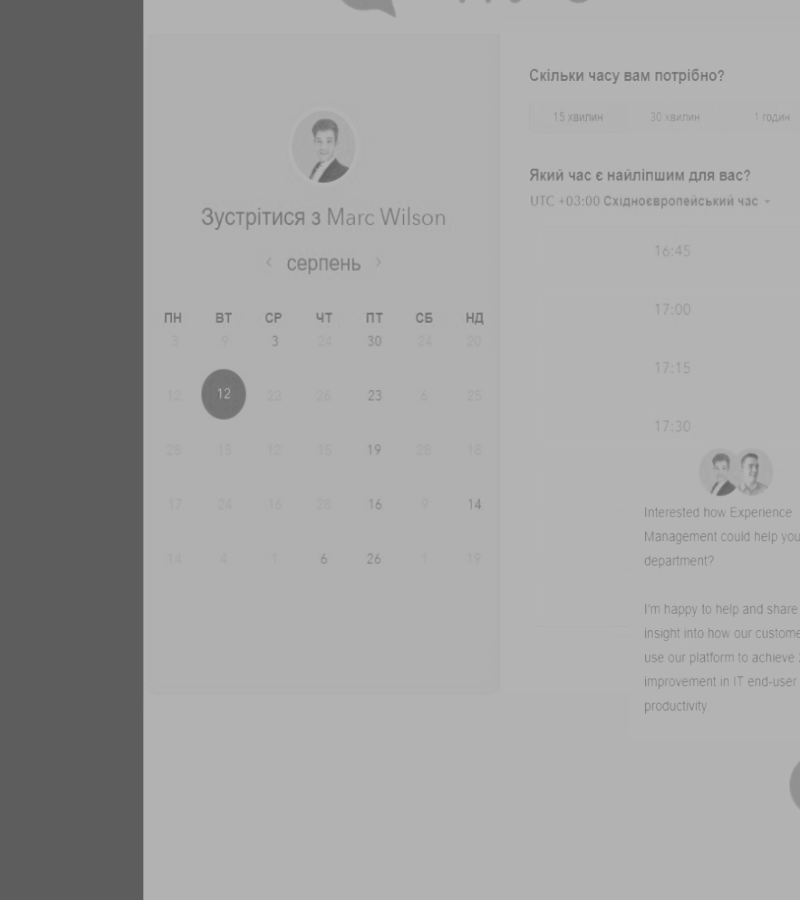 Скільки часу вам потрібно?
15 хвилин 30 хвилин 1 годин
Який час є найліпшим для вас?
UTC +03:00 Східноєвропейський час
Зустрітися з Marc Wilson
серпень
ПН ВТ СР ЧТ ПТ СБ НД
3 9 3 24 30 24 20
12 12 22 26 23 6 25
26 15 12 15 19 28 12
17 24 16 28 16 9 14
14 4 1 6 26 1 19
16:45
17:00
17:15
17:30
Interested how Experience
Management could help you
department?
I'm happy to help and share
insight into how our custome
use our platform to achieve
improvement in IT end-user
productivity